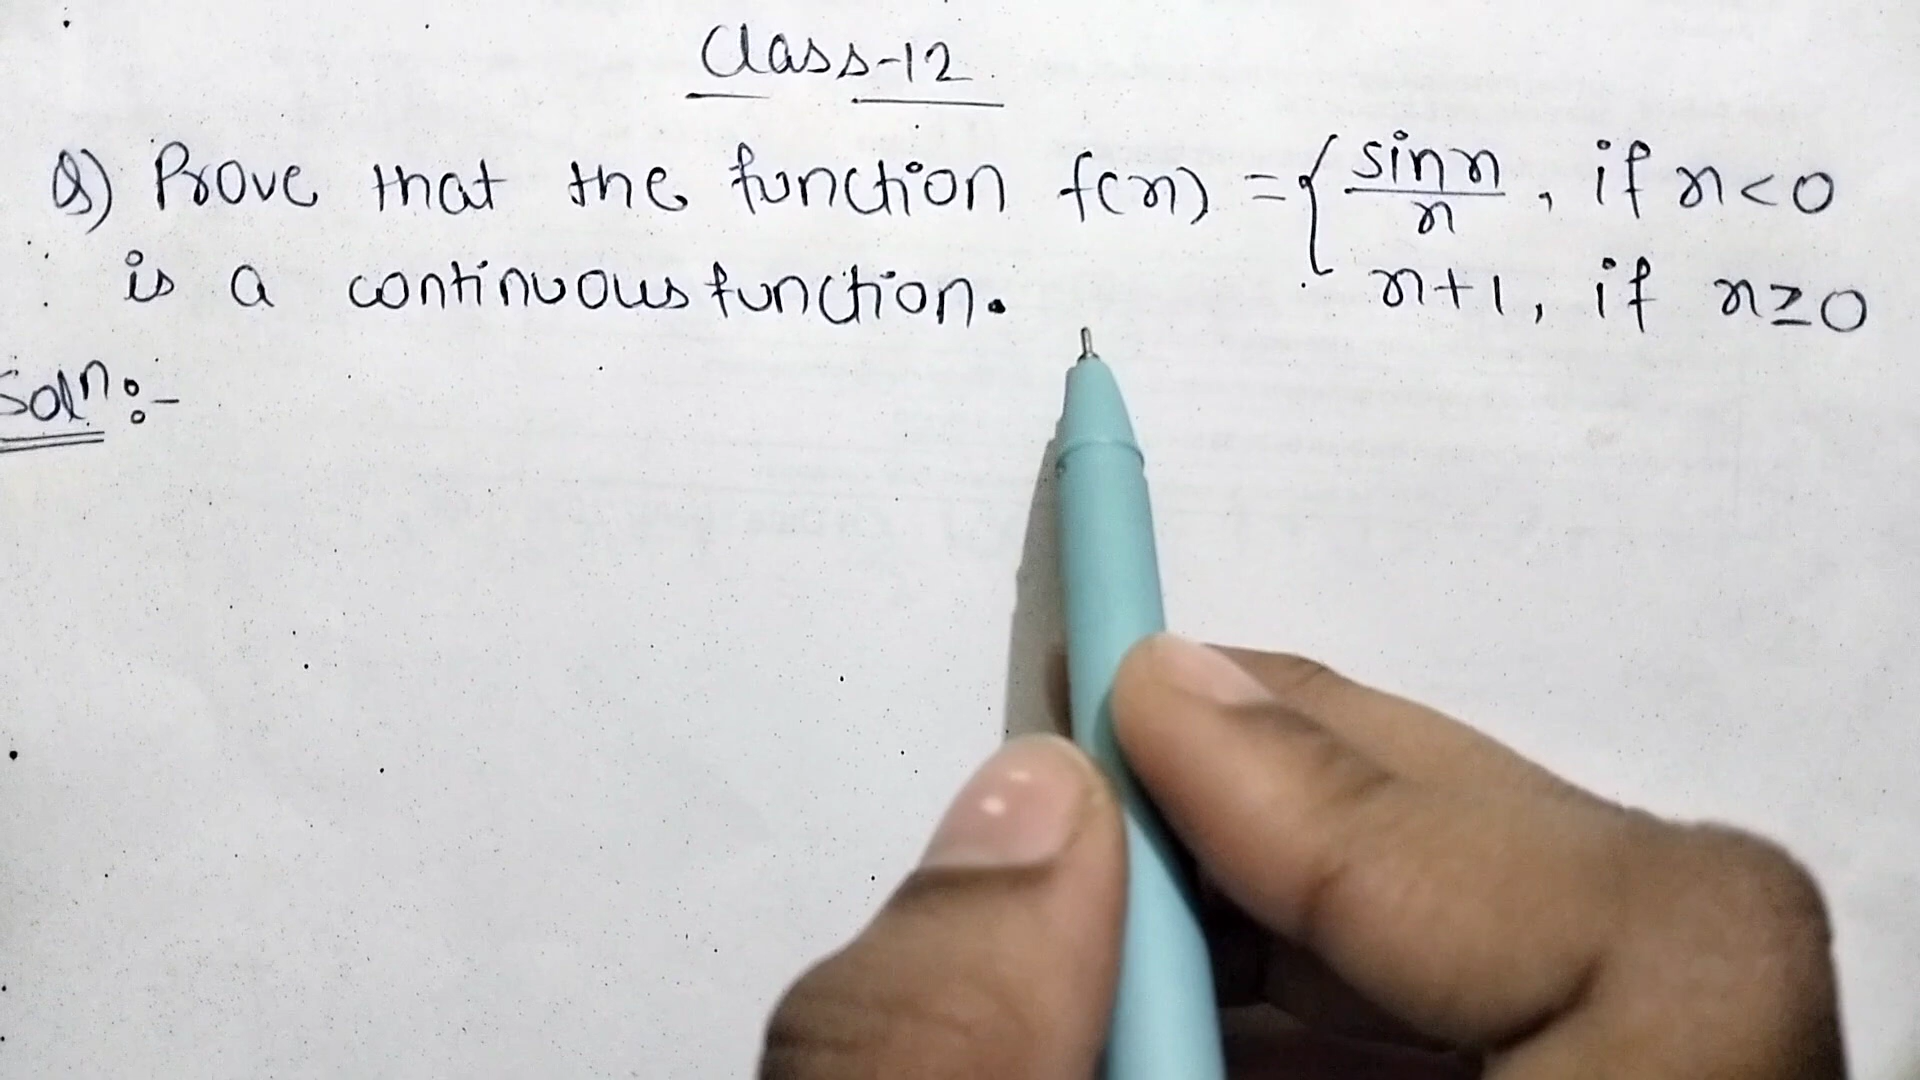 Class-12
Q) Prove that the function f(x) = { sin x / x , if x < 0
is a continuous function. x+1, if x ≥ 0
Soln:-